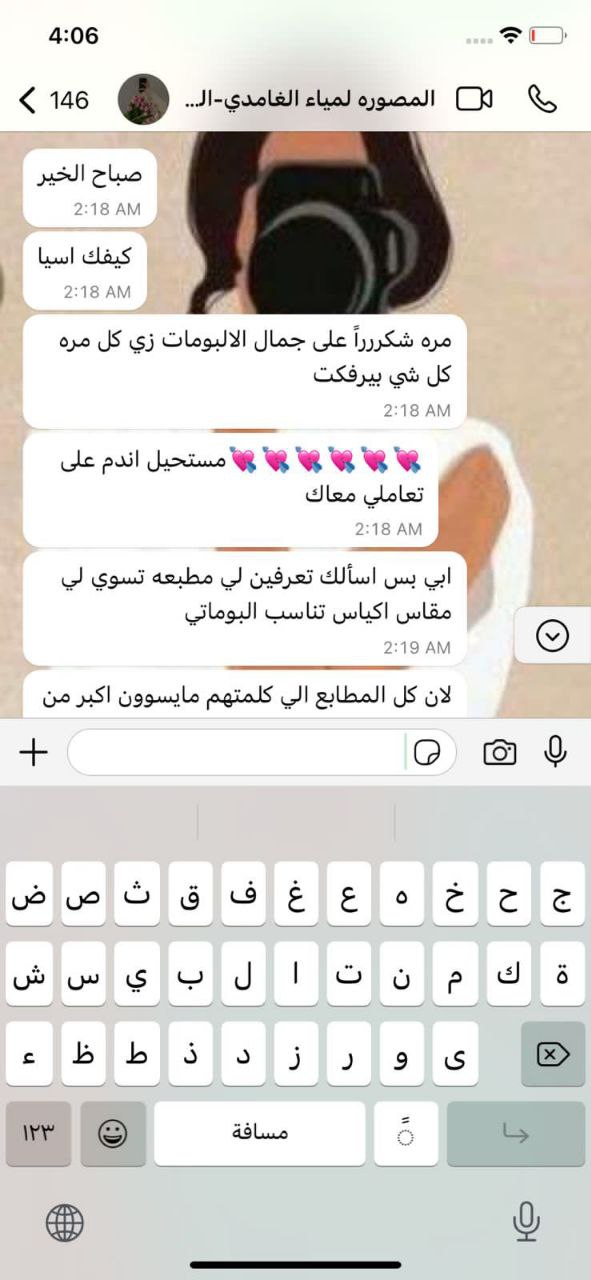 4:06
146
المصوره لمياء الغامدي-الـ...
صباح الخير
2:18 AM
كيفك اسيا
2:18 AM
مره شكررراً على جمال الالبومات زي كل مره
كل شي بيرفكت
2:18 AM
💘💘💘💘💘💘مستحيل اندم على
تعاملي معاك
2:18 AM
ابي بس اسألك تعرفين لي مطبعه تسوي لي
مقاس اكياس تناسب البوماتي
2:19 AM
لان كل المطابع الي كلمتهم مايسوون اكبر من
ض ص ث ق ف غ ع ه خ ح ج
ش س ي ب ل ا ت ن م ك ة
ء ظ ط ذ د ز ر و ى
١٢٣
مسافة